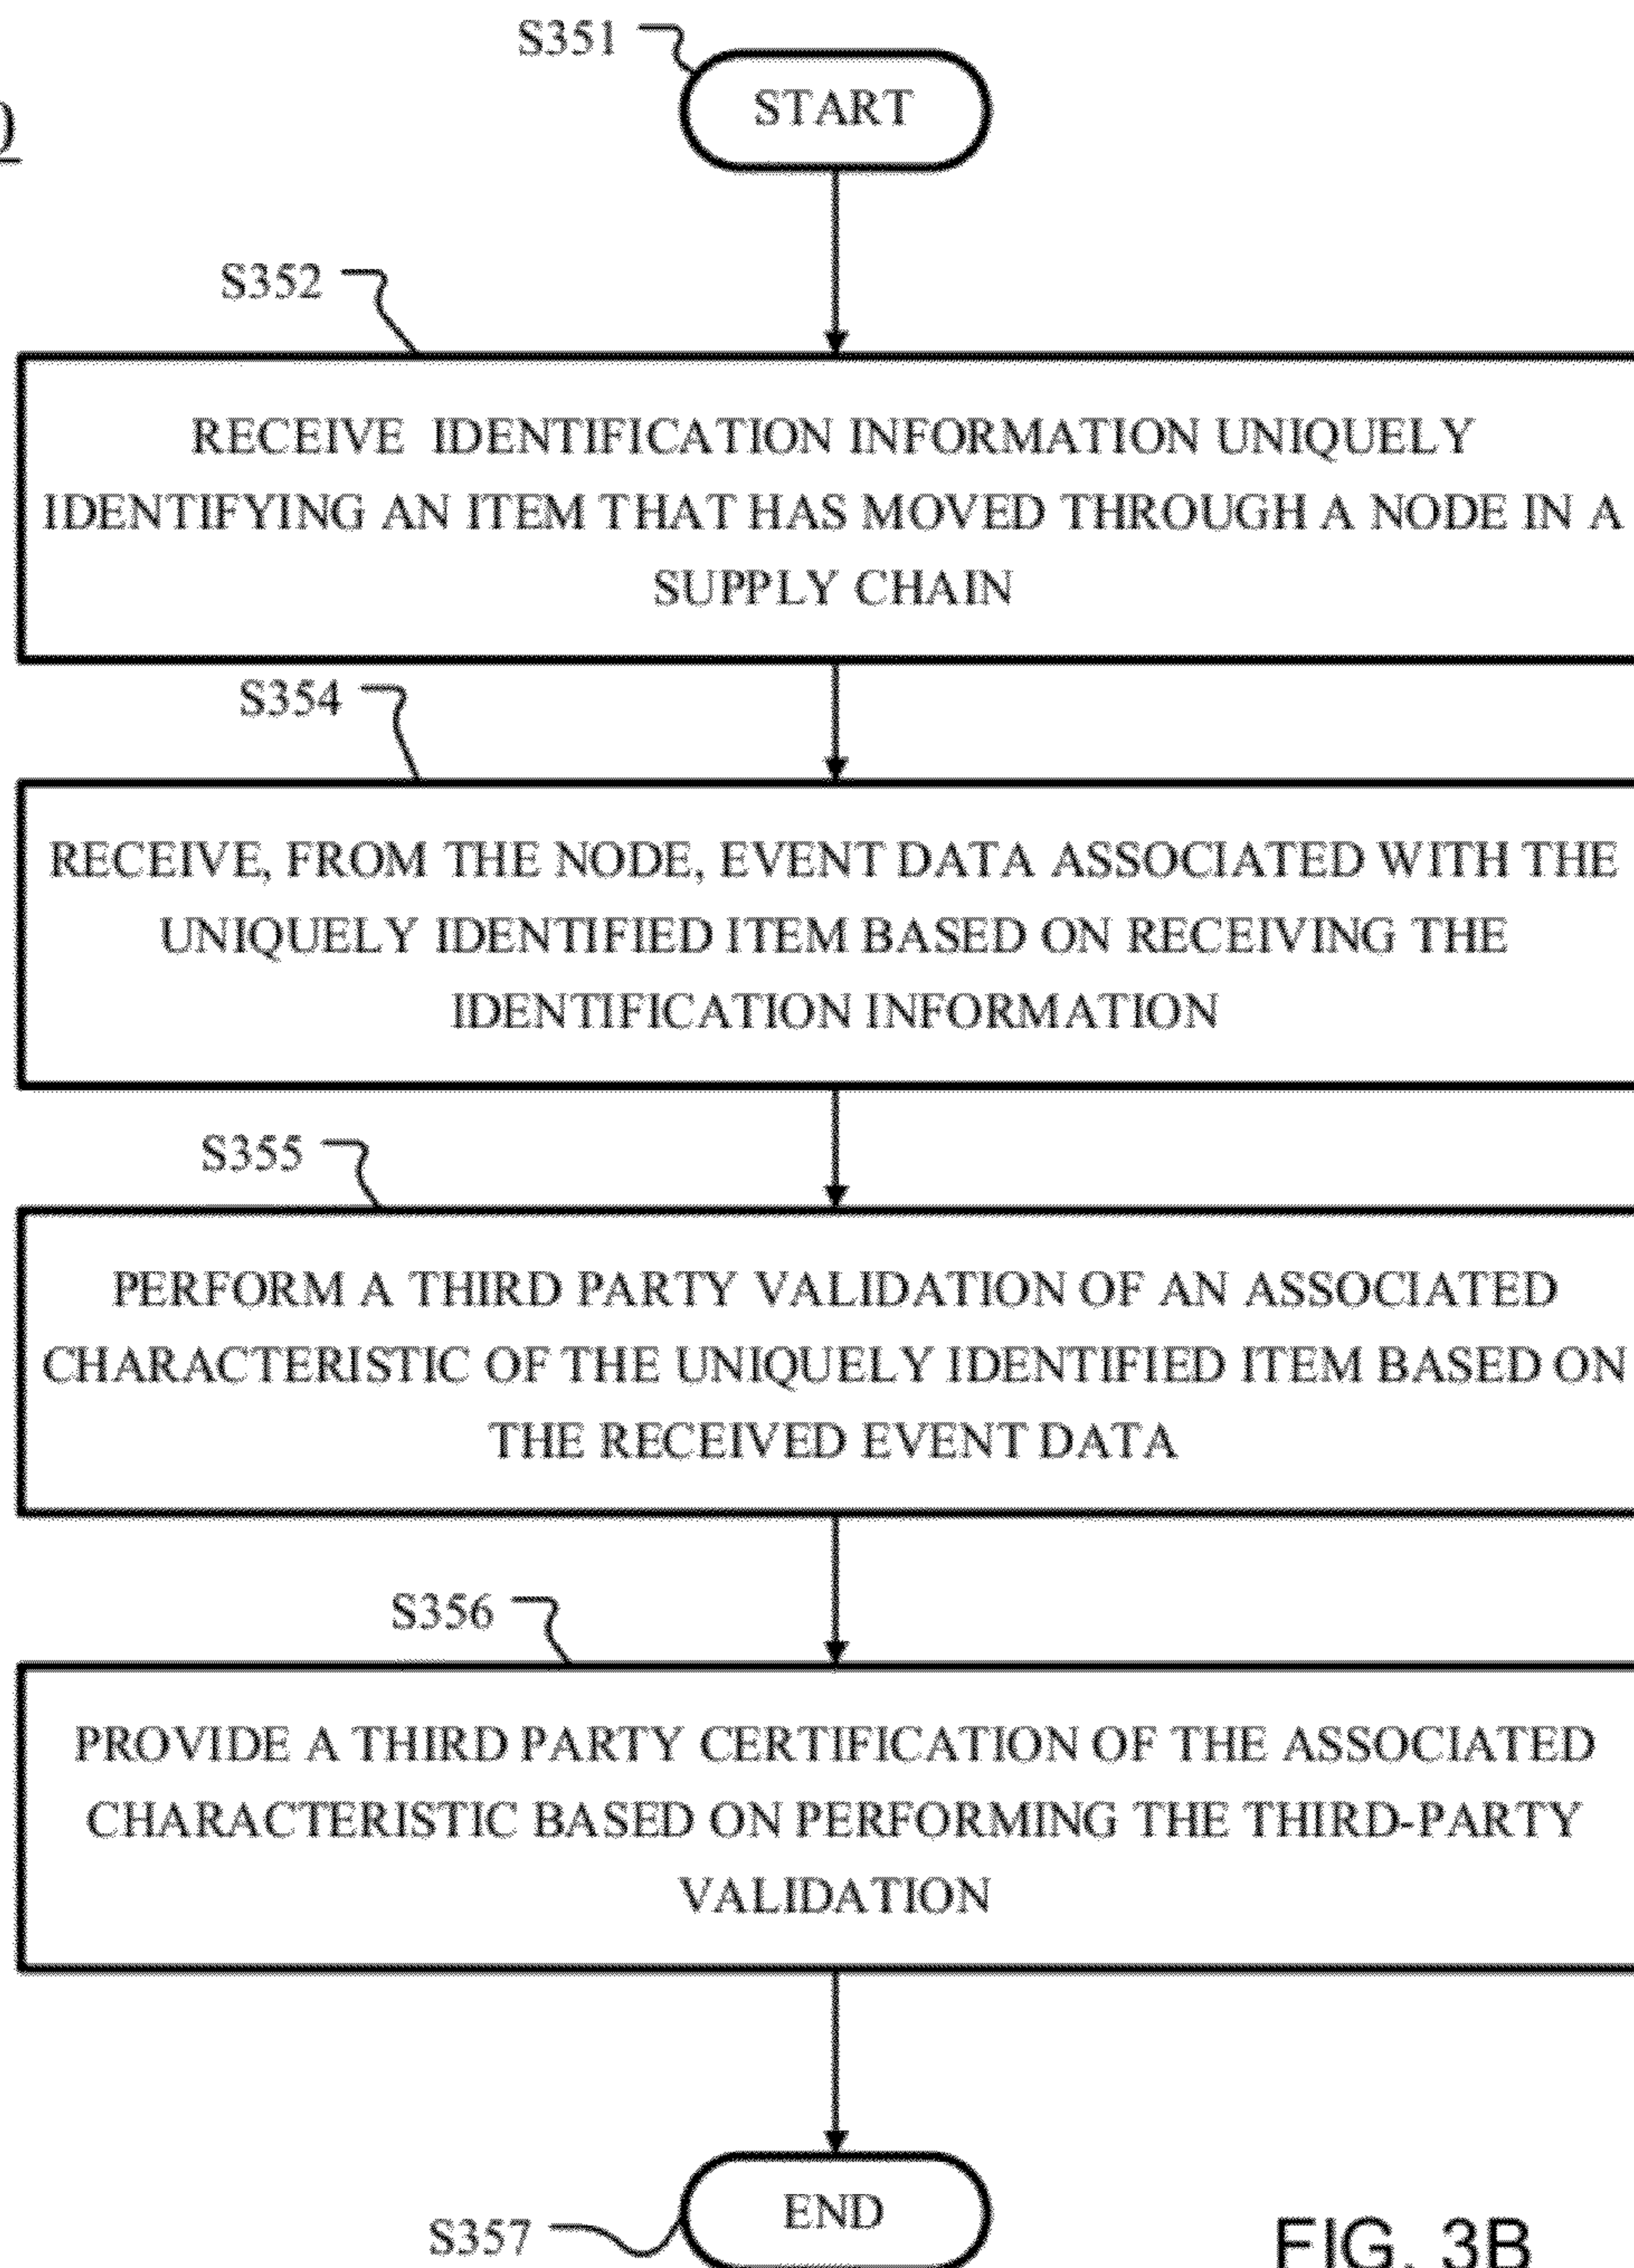 S351
START
S352
RECEIVE IDENTIFICATION INFORMATION UNIQUELY
IDENTIFYING AN ITEM THAT HAS MOVED THROUGH A NODE IN A
SUPPLY CHAIN
S354
RECEIVE, FROM THE NODE, EVENT DATA ASSOCIATED WITH THE
UNIQUELY IDENTIFIED ITEM BASED ON RECEIVING THE
IDENTIFICATION INFORMATION
S355
PERFORM A THIRD PARTY VALIDATION OF AN ASSOCIATED
CHARACTERISTIC OF THE UNIQUELY IDENTIFIED ITEM BASED ON
THE RECEIVED EVENT DATA
S356
PROVIDE A THIRD PARTY CERTIFICATION OF THE ASSOCIATED
CHARACTERISTIC BASED ON PERFORMING THE THIRD-PARTY
VALIDATION
END
S357
FIG. 3B